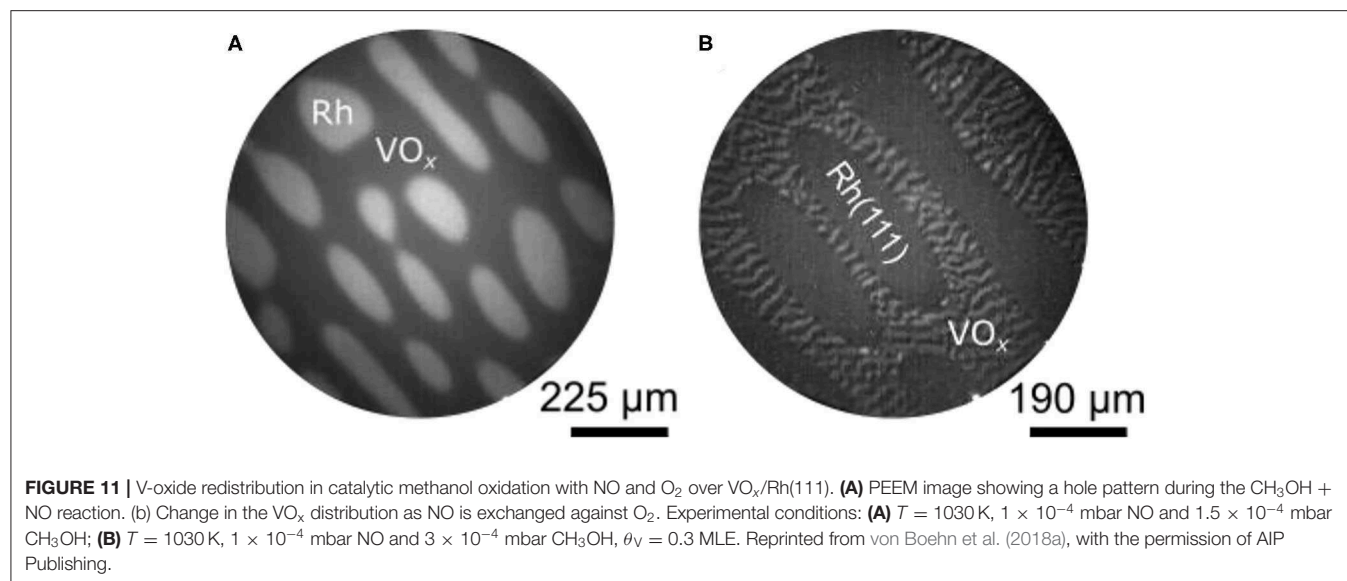 A
B
Rh
VOₓ
Rh(111)
VOₓ
225 µm
190 µm
FIGURE 11 | V-oxide redistribution in catalytic methanol oxidation with NO and O₂ over VOₓ/Rh(111). (A) PEEM image showing a hole pattern during the CH₃OH +
NO reaction. (b) Change in the VOₓ distribution as NO is exchanged against O₂. Experimental conditions: (A) T = 1030 K, 1 × 10⁻⁴ mbar NO and 1.5 × 10⁻⁴ mbar
CH₃OH; (B) T = 1030 K, 1 × 10⁻⁴ mbar NO and 3 × 10⁻⁴ mbar CH₃OH, θV = 0.3 MLE. Reprinted from von Boehn et al. (2018a), with the permission of AIP
Publishing.